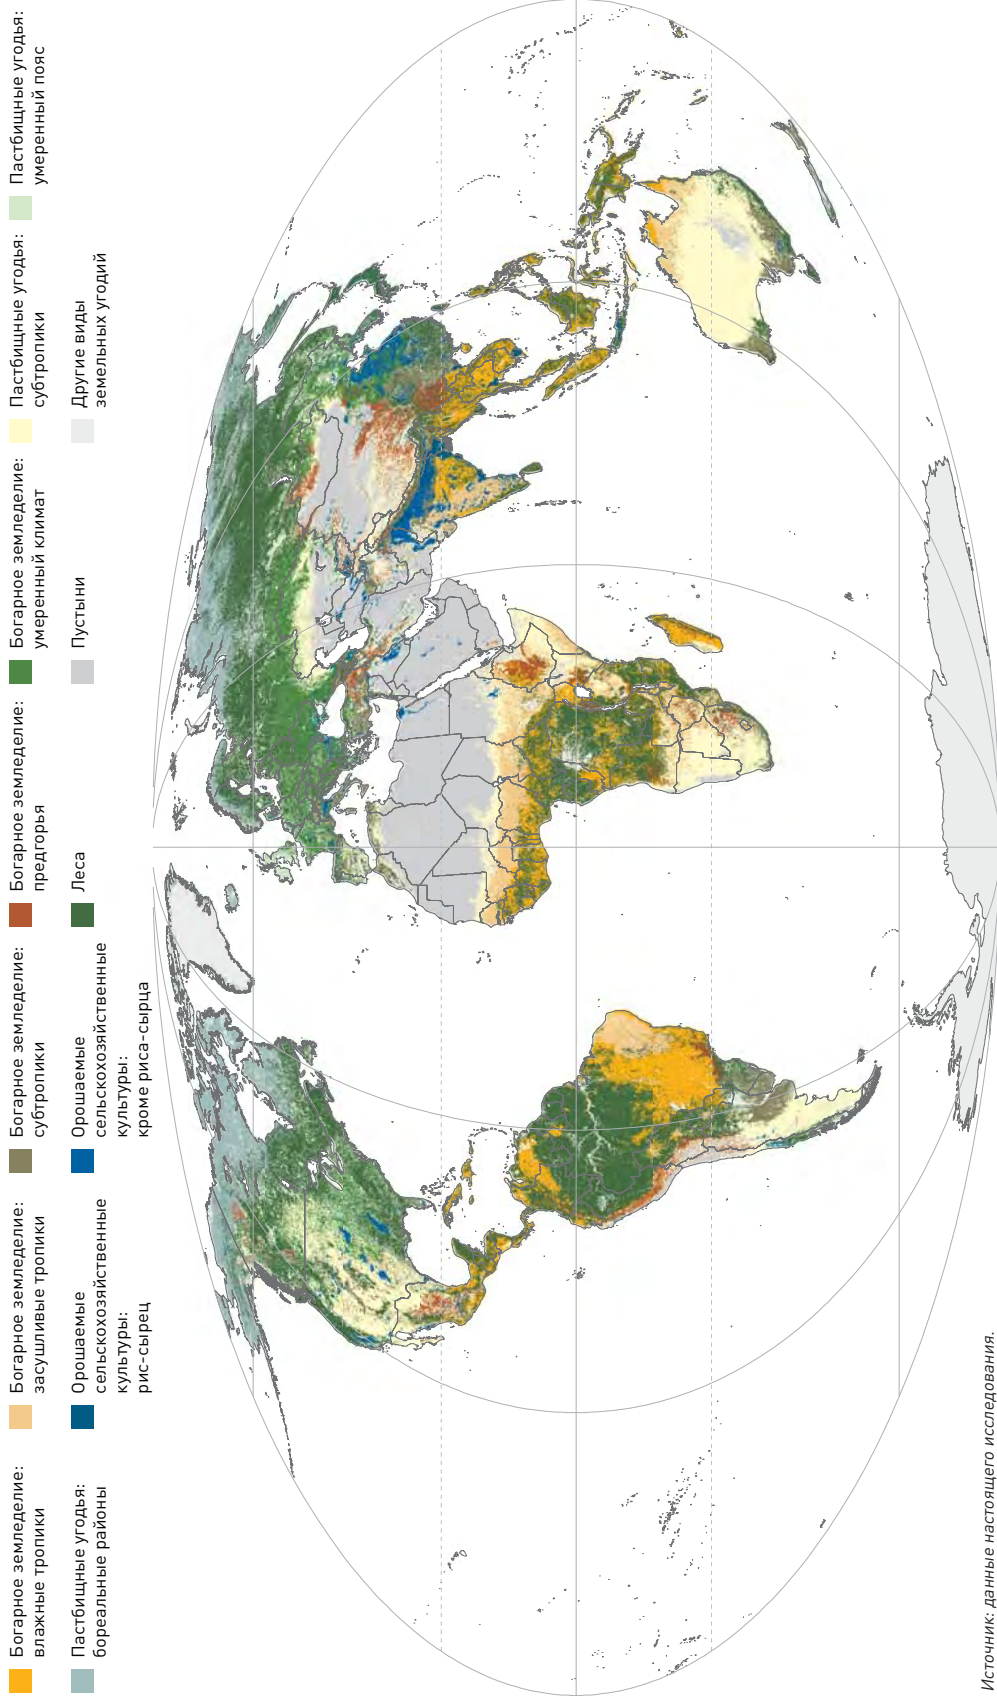 Богарное земледелие:
влажные тропики
Богарное земледелие:
засушливые тропики
Богарное земледелие:
субтропики
Богарное земледелие:
предгорья
Богарное земледелие:
умеренный климат
Пастбищные угодья:
субтропики
Пастбищные угодья:
умеренный пояс
Пастбищные угодья:
бореальные районы
Орошаемые
сельскохозяйственные
культуры:
рис-сырец
Орошаемые
сельскохозяйственные
культуры:
кроме риса-сырца
Леса
Пустыни
Другие виды
земельных угодий
Источник: данные настоящего исследования.